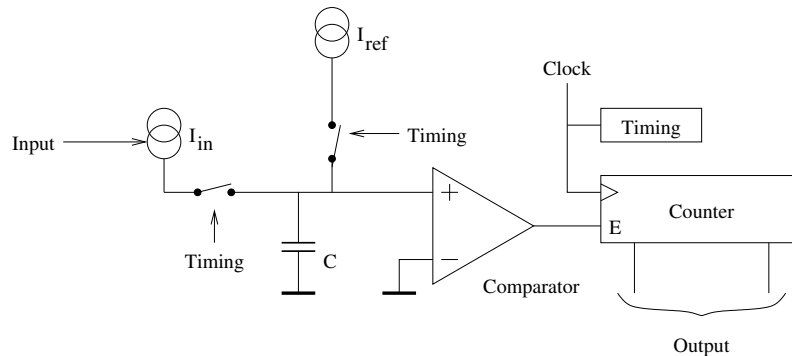 I_ref
Clock
Input
I_in
Timing
Timing
+
Counter
E
Timing
C
−
Comparator
Output